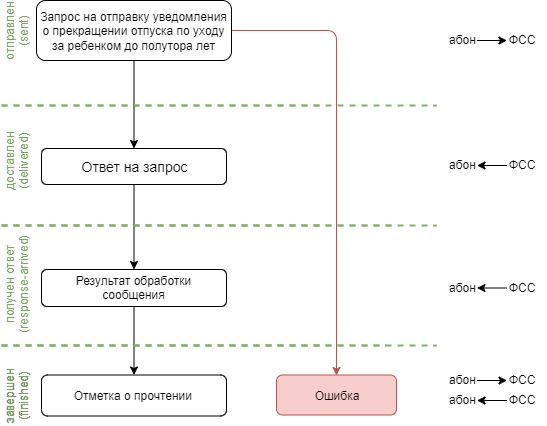 отправлен
(sent)
Запрос на отправку уведомления
о прекращении отпуска по уходу
за ребенком до полутора лет
абон ФСС
доставлен
(delivered)
Ответ на запрос
абон ФСС
получен ответ
(response-arrived)
Результат обработки
сообщения
абон ФСС
завершен
(finished)
Отметка о прочтении
Ошибка
абон ФСС
абон ФСС